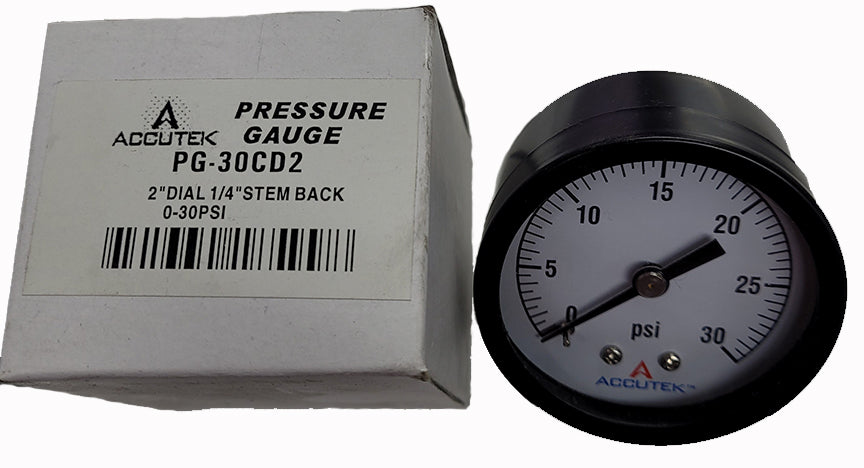 PRESSURE
GAUGE
ACCUTEK
PG-30CD2
2"DIAL 1/4"STEM BACK
0-30PSI
0
5
10
15
20
25
30
psi
ACCUTEK™